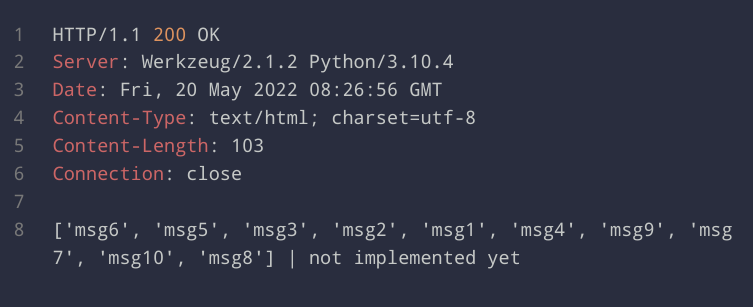 1 HTTP/1.1 200 OK
2 Server: Werkzeug/2.1.2 Python/3.10.4
3 Date: Fri, 20 May 2022 08:26:56 GMT
4 Content-Type: text/html; charset=utf-8
5 Content-Length: 103
6 Connection: close
7
8 ['msg6', 'msg5', 'msg3', 'msg2', 'msg1', 'msg4', 'msg9', 'msg
7', 'msg10', 'msg8'] | not implemented yet